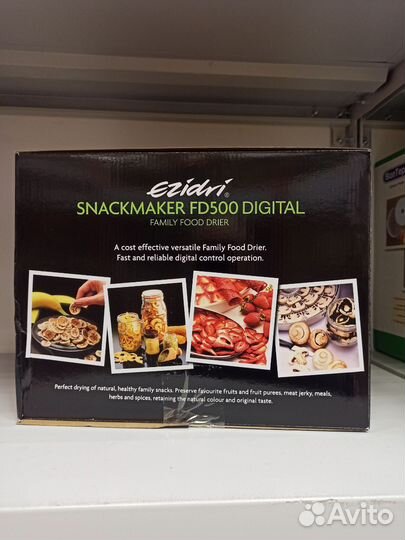 Ezidri®
SNACKMAKER FD500 DIGITAL
FAMILY FOOD DRIER
A cost effective versatile Family Food Drier.
Fast and reliable digital control operation.
Perfect drying of natural, healthy family snacks. Preserve favourite fruits and fruit purees, meat jerky, meals,
herbs and spices, retaining the natural colour and original taste.
Avito